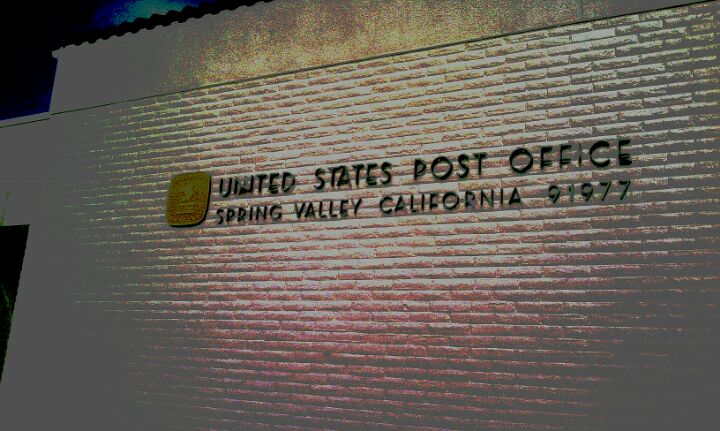 UNITED STATES POST OFFICE
SPRING VALLEY CALIFORNIA 91977